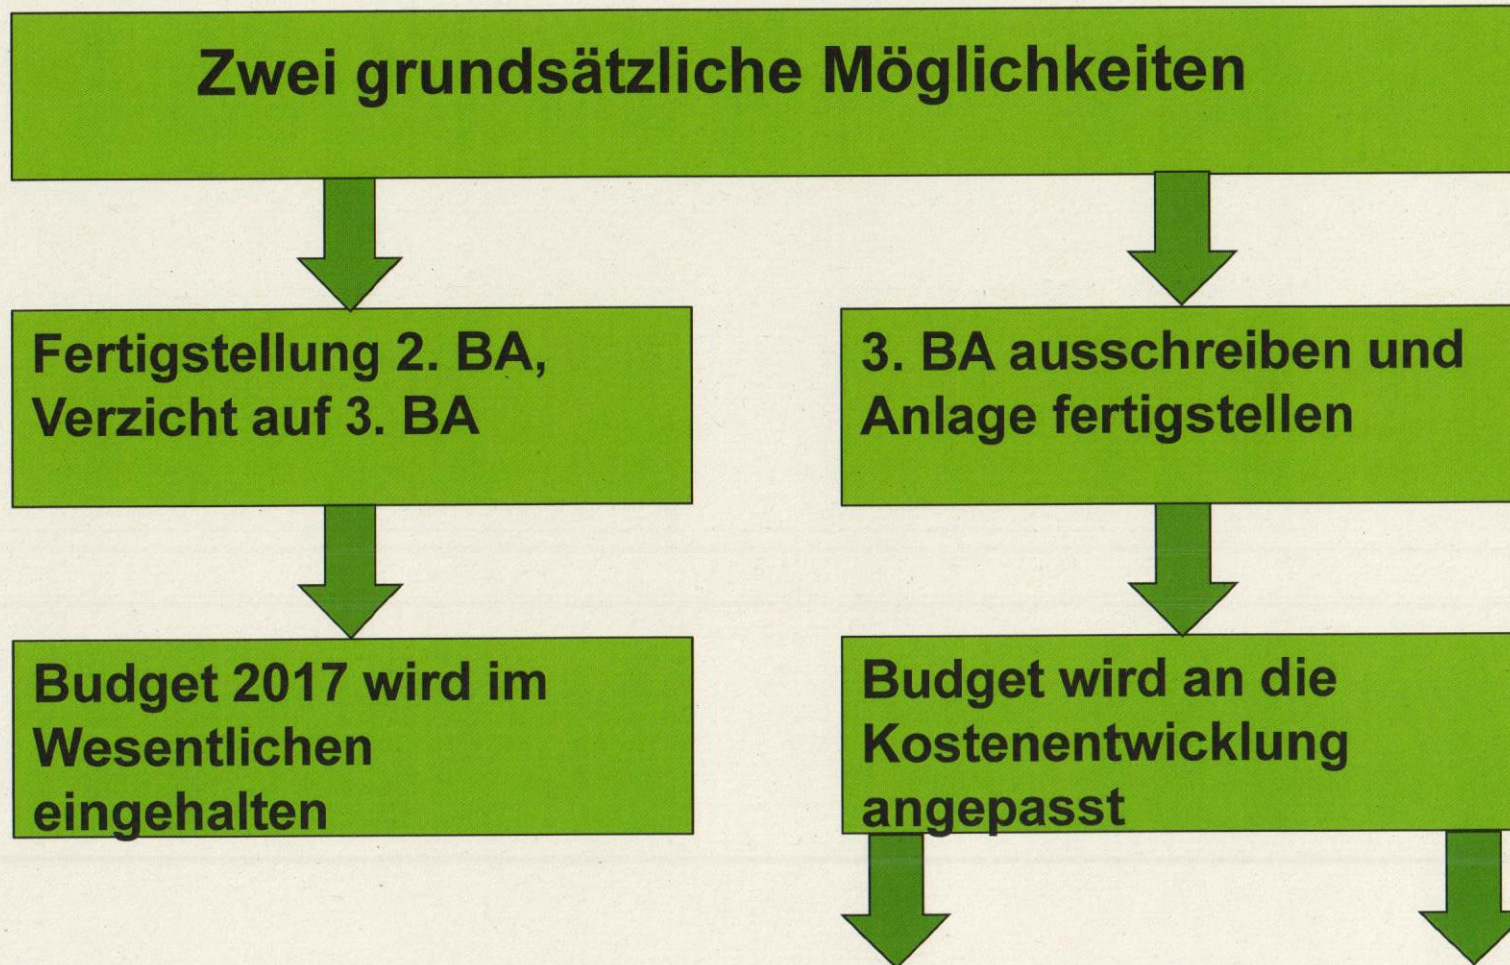 Zwei grundsätzliche Möglichkeiten
Fertigstellung 2. BA,
Verzicht auf 3. BA
3. BA ausschreiben und
Anlage fertigstellen
Budget 2017 wird im
Wesentlichen
eingehalten
Budget wird an die
Kostenentwicklung
angepasst